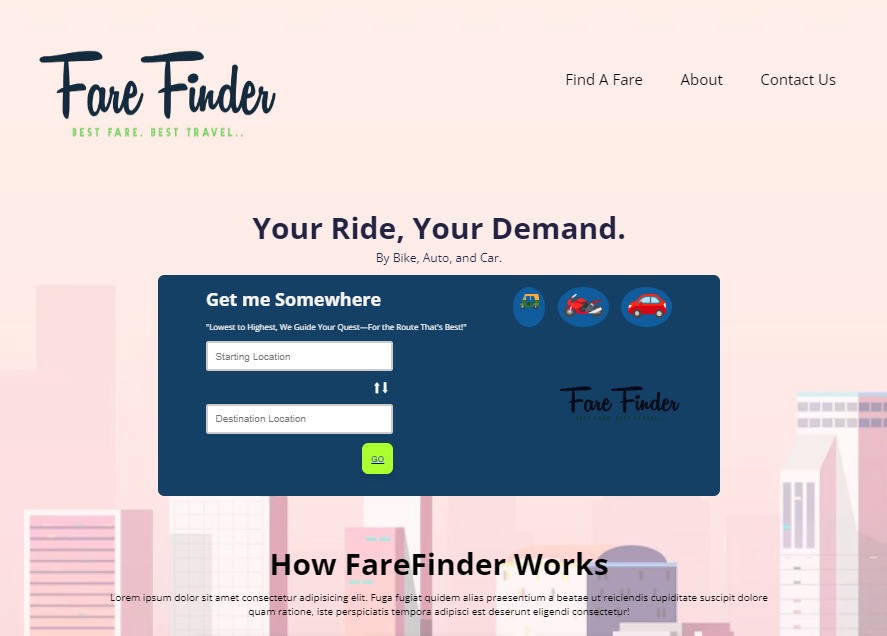 Fare Finder
BEST FARE. BEST TRAVEL..
Find A Fare
About
Contact Us
Your Ride, Your Demand.
By Bike, Auto, and Car.
Get me Somewhere
"Lowest to Highest, We Guide Your Quest—For the Route That's Best!"
Starting Location
Destination Location
GO
Fare Finder
How FareFinder Works
Lorem ipsum dolor sit amet consectetur adipisicing elit. Fuga fugiat quidem alias praesentium a beatae ut reiciendis cupiditate suscipit dolore
quam ratione, iste perspiciatis tempora adipisci est deserunt eligendi consectetur!